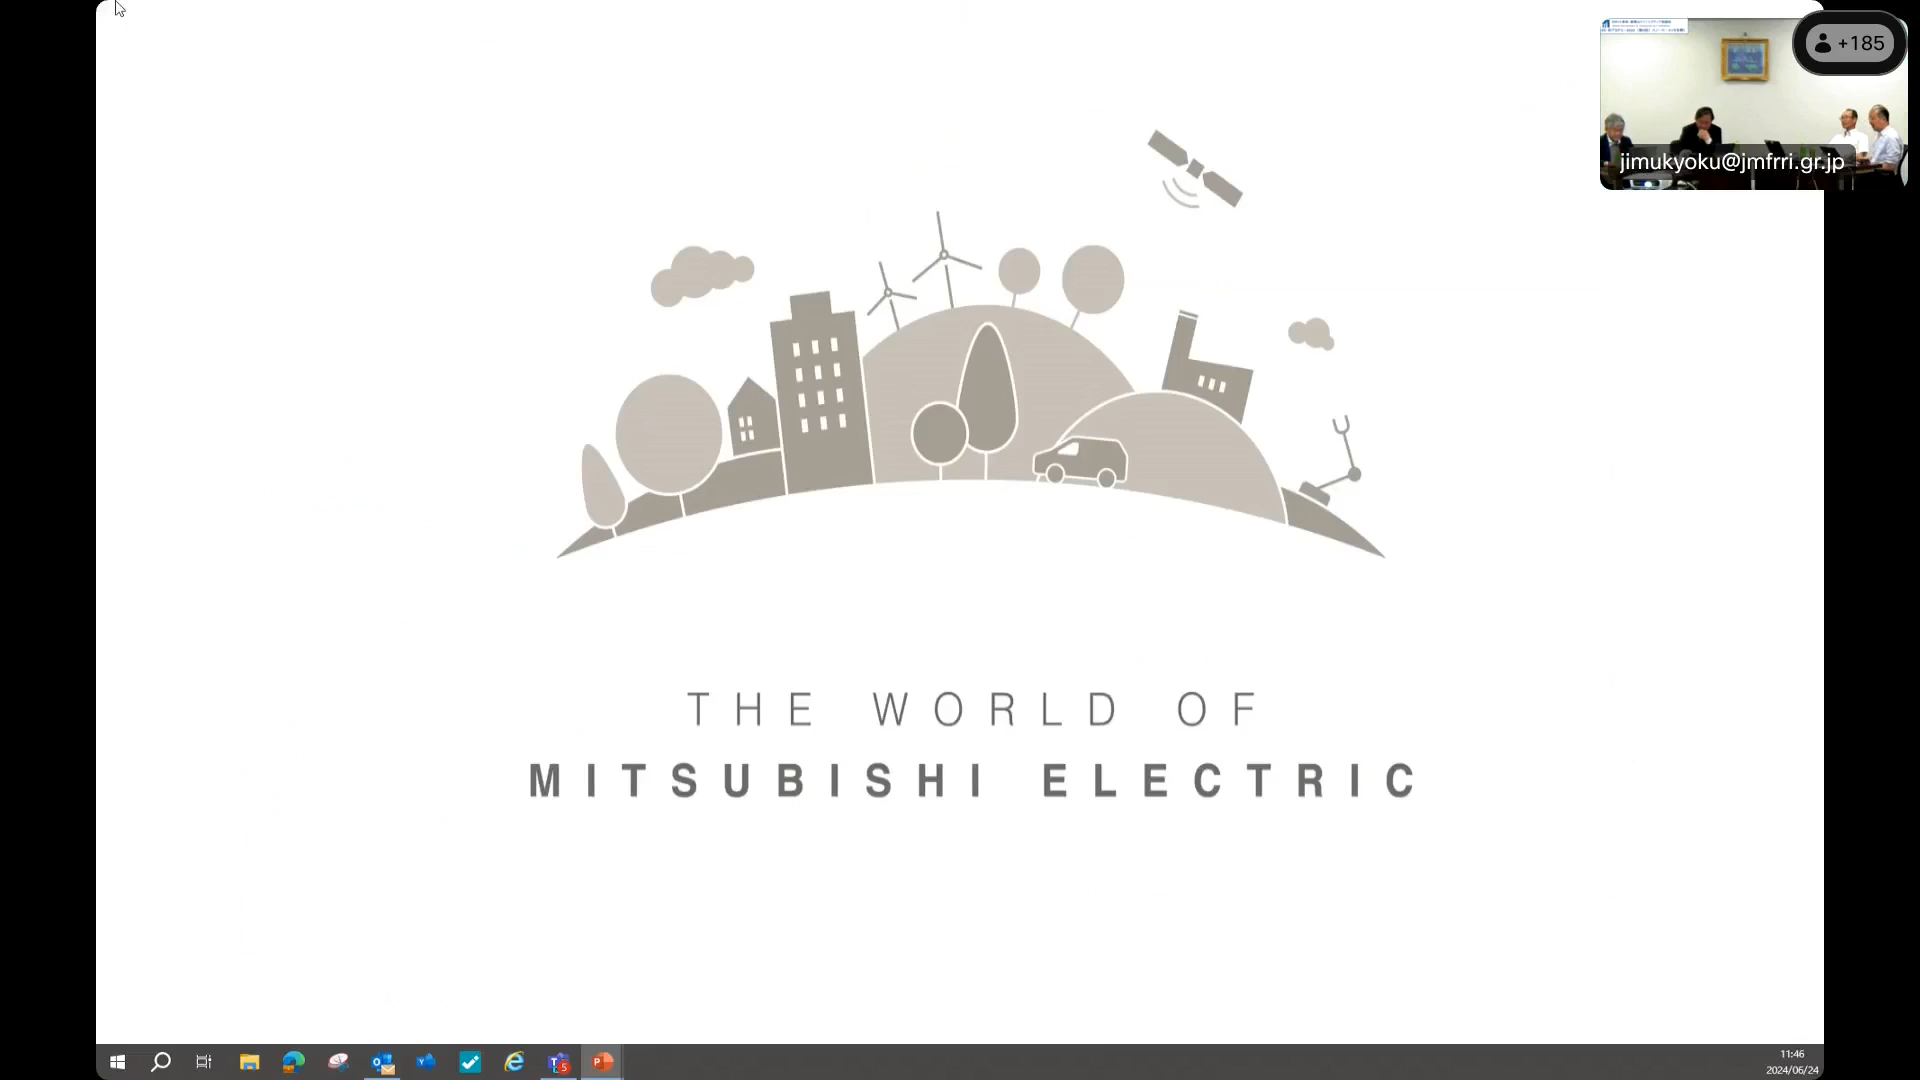 +185
jimukyoku@jmfrri.gr.jp
THE WORLD OF
MITSUBISHI ELECTRIC
11:46
2024/06/24